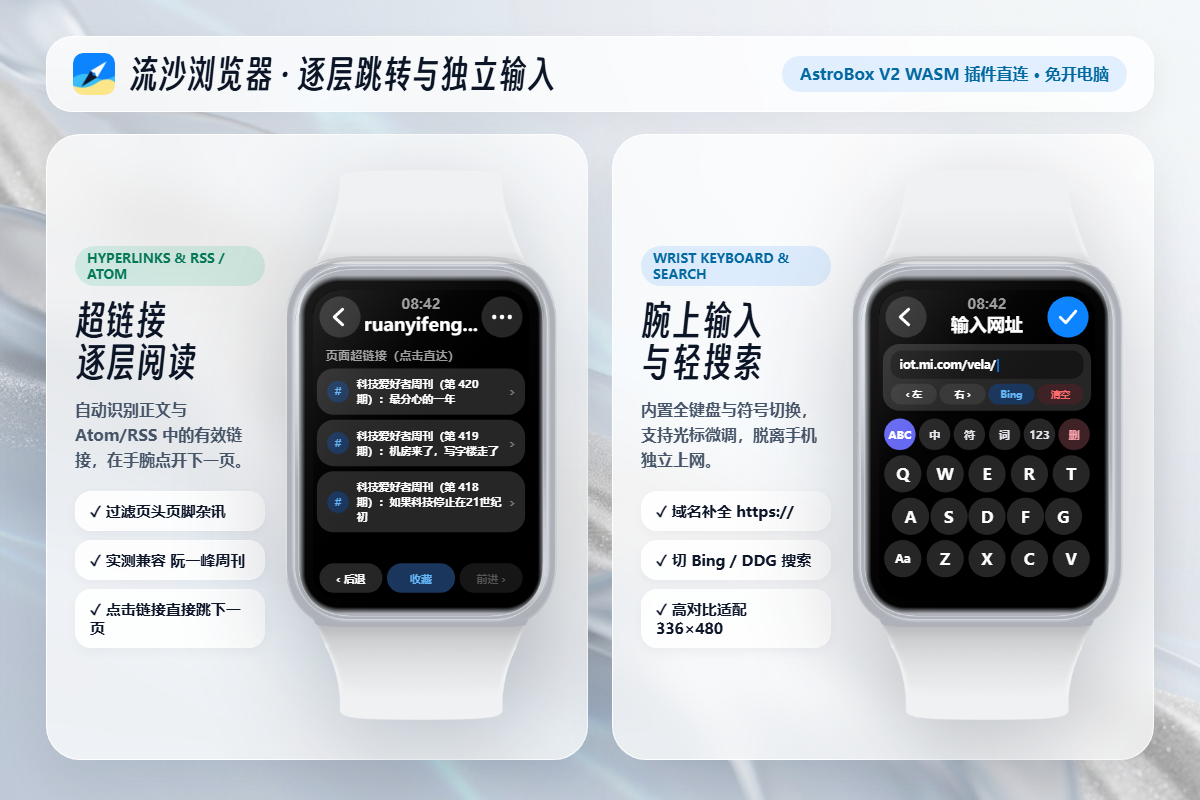 流沙浏览器 · 逐层跳转与独立输入
AstroBox V2 WASM 插件直连 • 免开电脑
HYPERLINKS & RSS /
ATOM
超链接
逐层阅读
自动识别正文与
Atom/RSS 中的有效链
接，在手腕点开下一页。
✓ 过滤页头页脚杂讯
✓ 实测兼容 阮一峰周刊
✓ 点击链接直接跳下一
页
08:42
ruanyifeng...
页面超链接（点击直达）
# 科技爱好者周刊（第 420
期）：是分心的一年 ›
# 科技爱好者周刊（第 419
期）：机房来了，写字楼走了 ›
# 科技爱好者周刊（第 418
期）：如果科技停止在21世纪
初 ›
‹ 后退 收藏 前进 ›
WRIST KEYBOARD &
SEARCH
腕上输入
与轻搜索
内置全键盘与符号切换，
支持光标微调，脱离手机
独立上网。
✓ 域名补全 https://
✓ 切 Bing / DDG 搜索
✓ 高对比适配
336×480
08:42
输入网址
iot.mi.com/vela/|
‹ 左 右 › Bing 清空
ABC 中 符 词 123 删
Q W E R T
A S D F G
Aa Z X C V